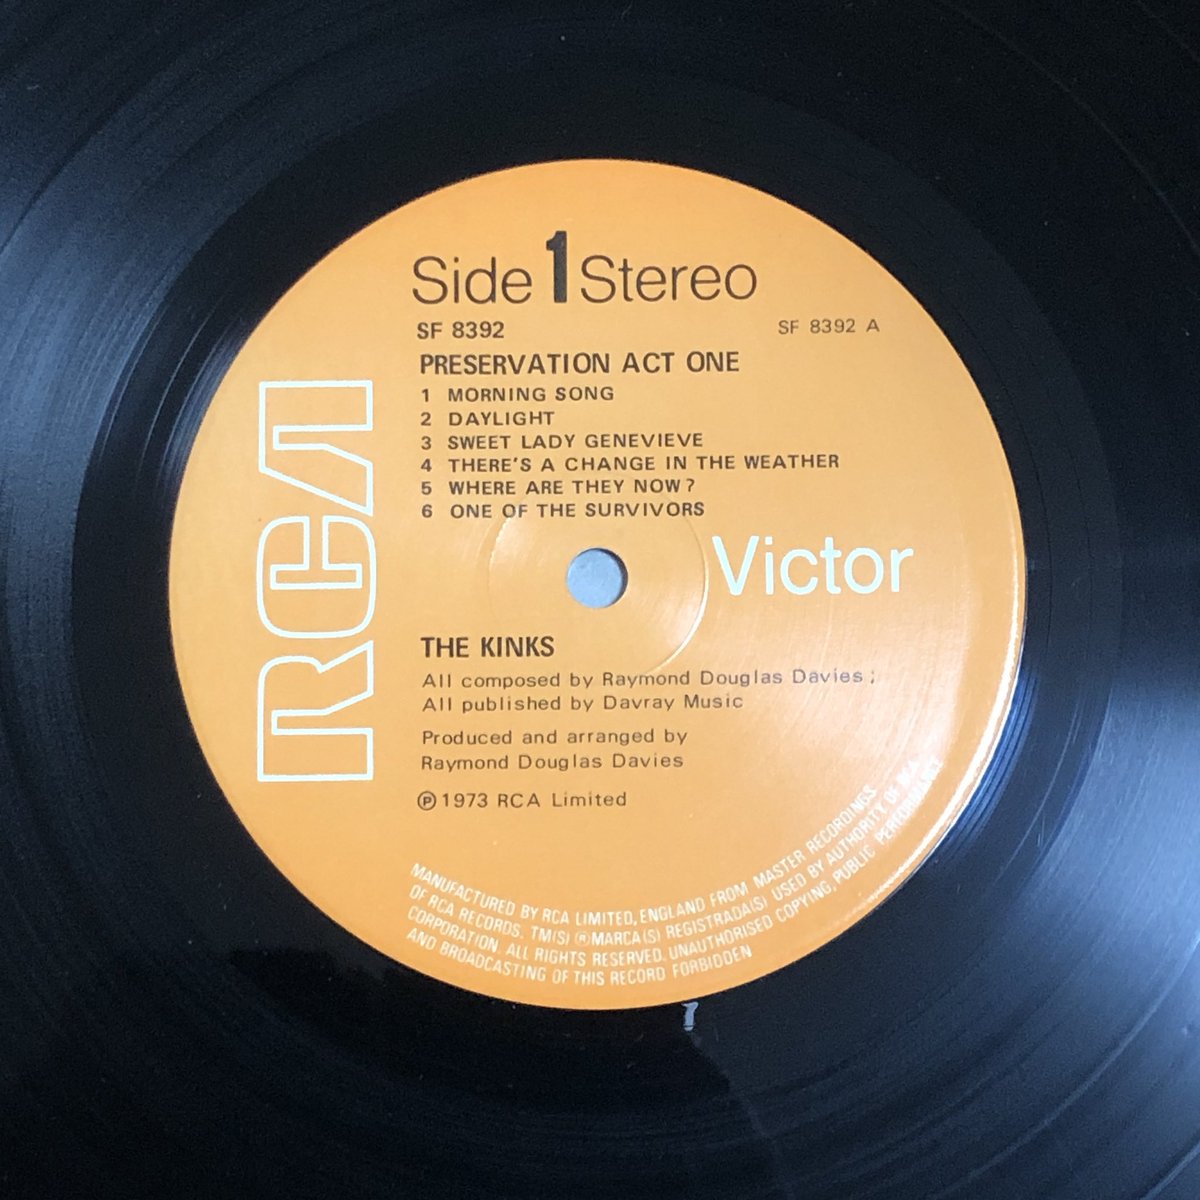 Side 1 Stereo
SF 8392
SF 8392 A
PRESERVATION ACT ONE
1 MORNING SONG
2 DAYLIGHT
3 SWEET LADY GENEVIEVE
4 THERE'S A CHANGE IN THE WEATHER
5 WHERE ARE THEY NOW?
6 ONE OF THE SURVIVORS
RCA
Victor
THE KINKS
All composed by Raymond Douglas Davies;
All published by Davray Music
Produced and arranged by
Raymond Douglas Davies
Ⓟ 1973 RCA Limited
MANUFACTURED BY RCA LIMITED, ENGLAND FROM MASTER RECORDINGS
OF RCA RECORDS. TM(S) ® MARCA(S) REGISTRADA(S) USED BY AUTHORITY OF RCA
CORPORATION. ALL RIGHTS RESERVED. UNAUTHORISED COPYING, PUBLIC PERFORMANCE
AND BROADCASTING OF THIS RECORD FORBIDDEN
1